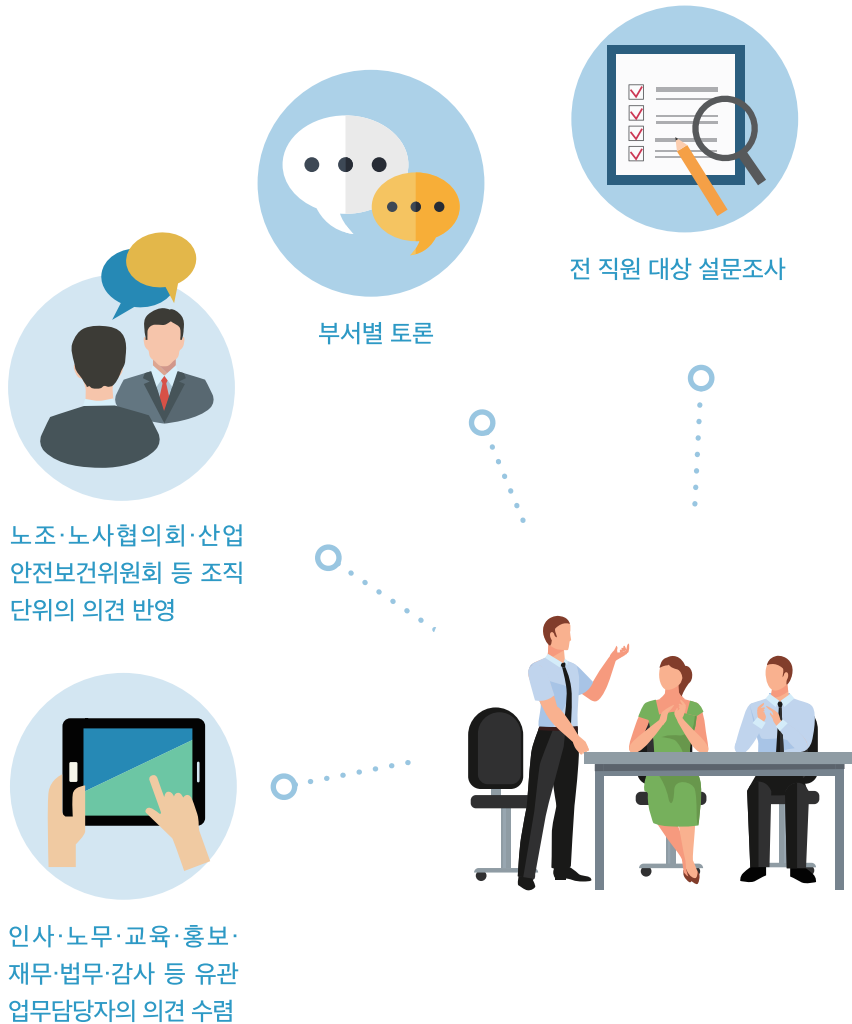 전 직원 대상 설문조사
부서별 토론
노조·노사협의회·산업
안전보건위원회 등 조직
단위의 의견 반영
인사·노무·교육·홍보·
재무·법무·감사 등 유관
업무담당자의 의견 수렴